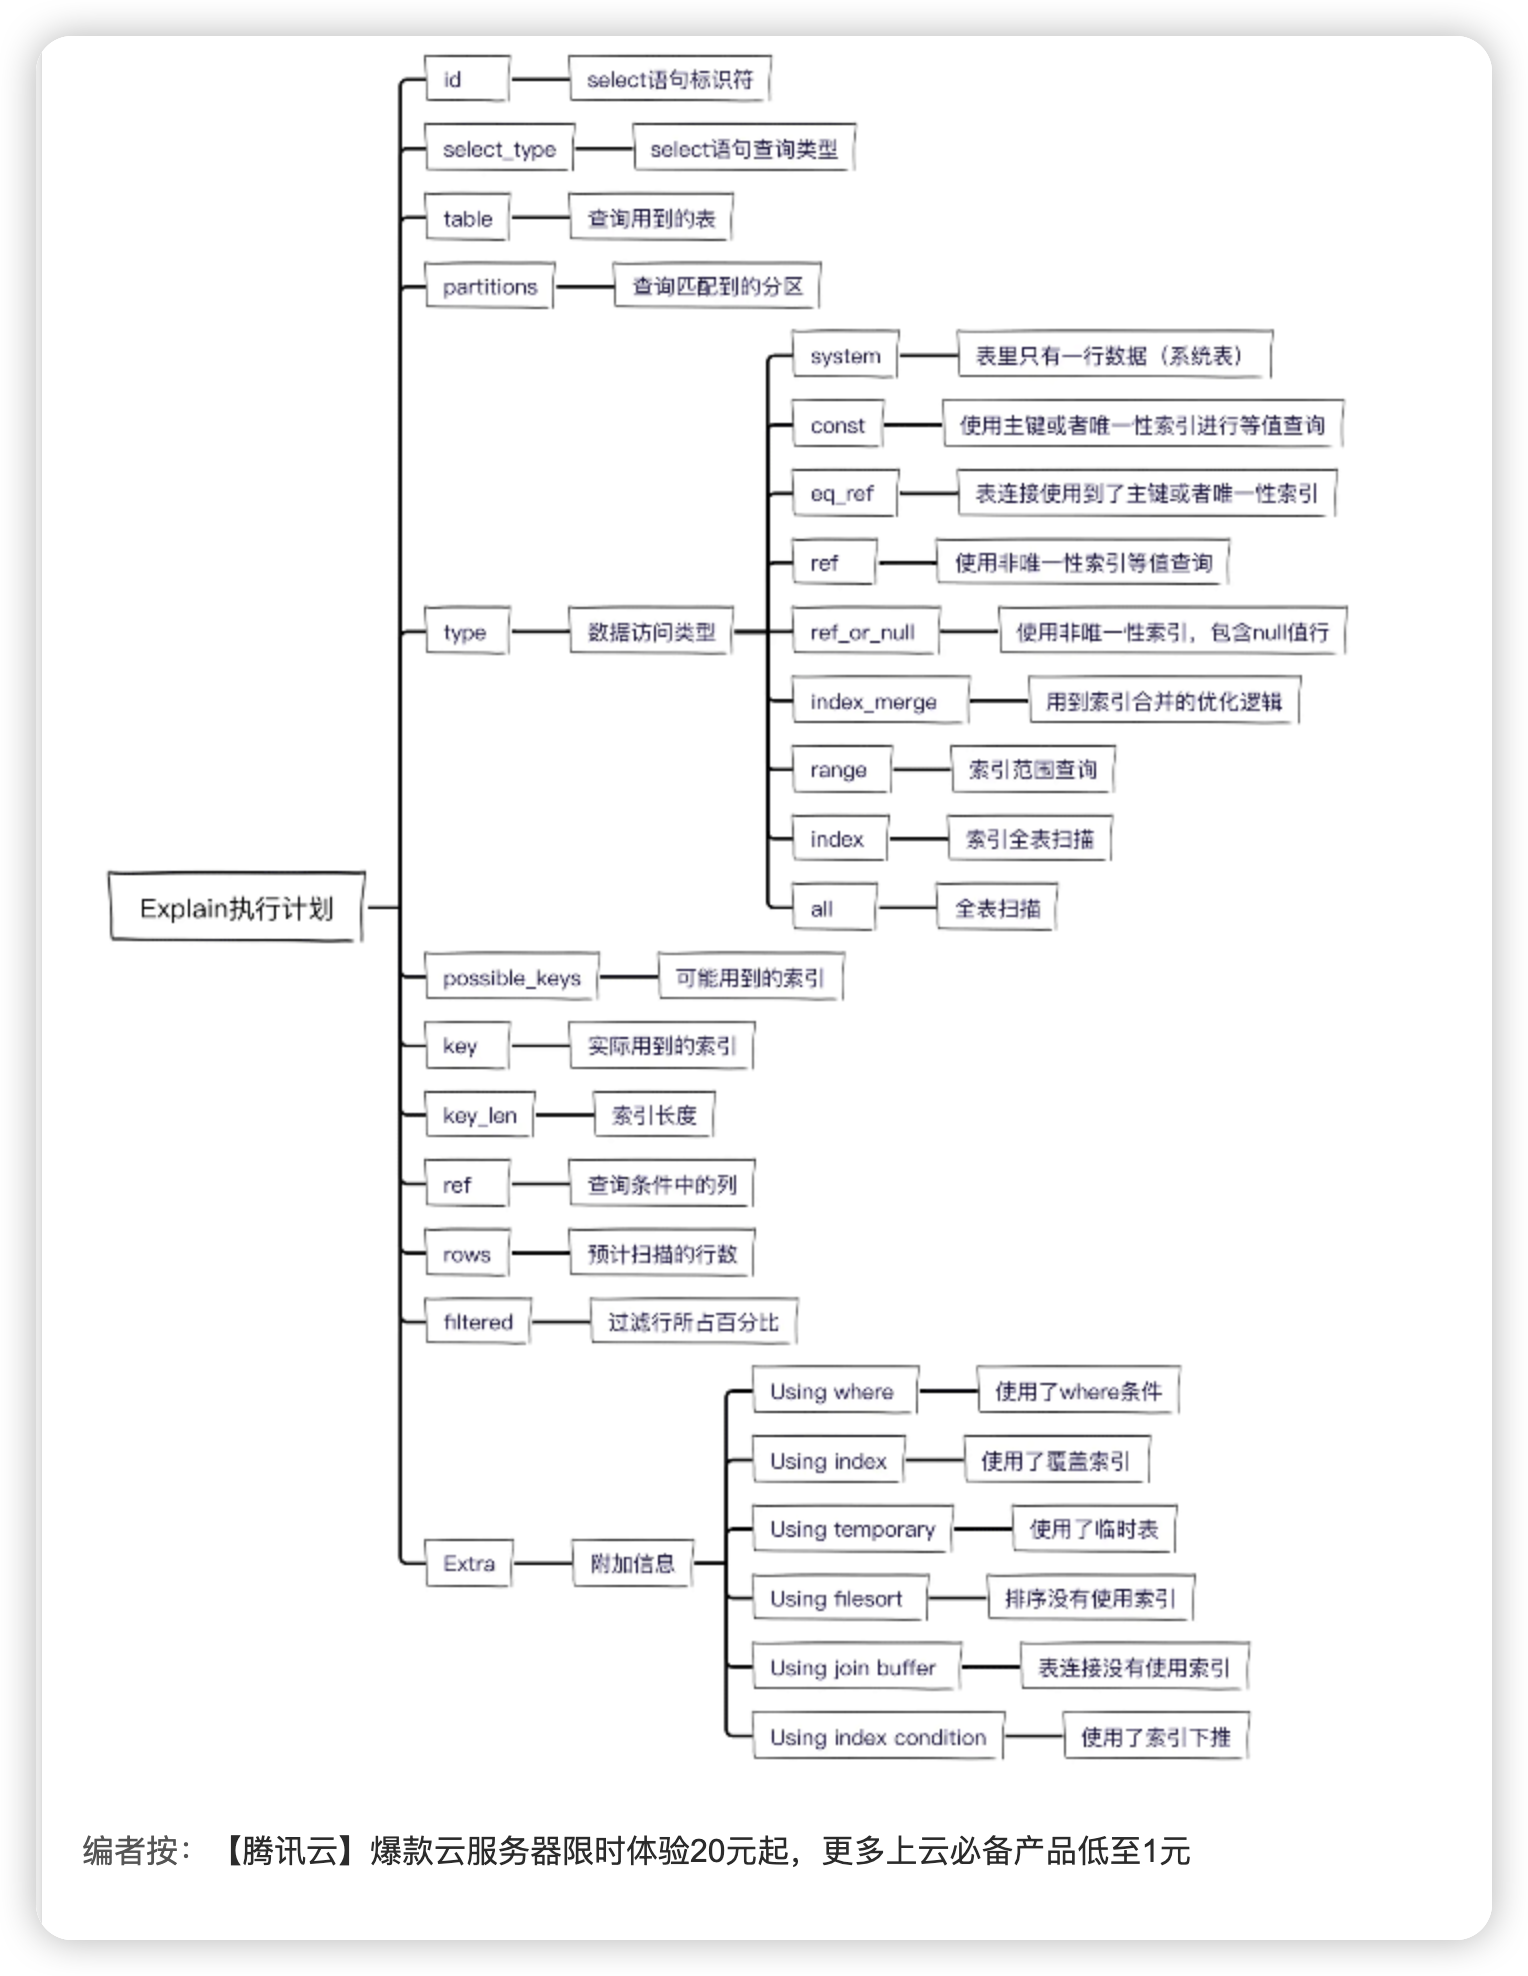 id
select语句标识符
select_type
select语句查询类型
table
查询用到的表
partitions
查询匹配到的分区
system
表里只有一行数据（系统表）
const
使用主键或者唯一性索引进行等值查询
eq_ref
表连接使用到了主键或者唯一性索引
ref
使用非唯一性索引等值查询
type
数据访问类型
ref_or_null
使用非唯一性索引，包含null值行
index_merge
用到索引合并的优化逻辑
range
索引范围查询
index
索引全表扫描
all
全表扫描
Explain执行计划
possible_keys
可能用到的索引
key
实际用到的索引
key_len
索引长度
ref
查询条件中的列
rows
预计扫描的行数
filtered
过滤行所占百分比
Using where
使用了where条件
Using index
使用了覆盖索引
Using temporary
使用了临时表
Extra
附加信息
Using filesort
排序没有使用索引
Using join buffer
表连接没有使用索引
Using index condition
使用了索引下推
编者按：【腾讯云】爆款云服务器限时体验20元起，更多上云必备产品低至1元